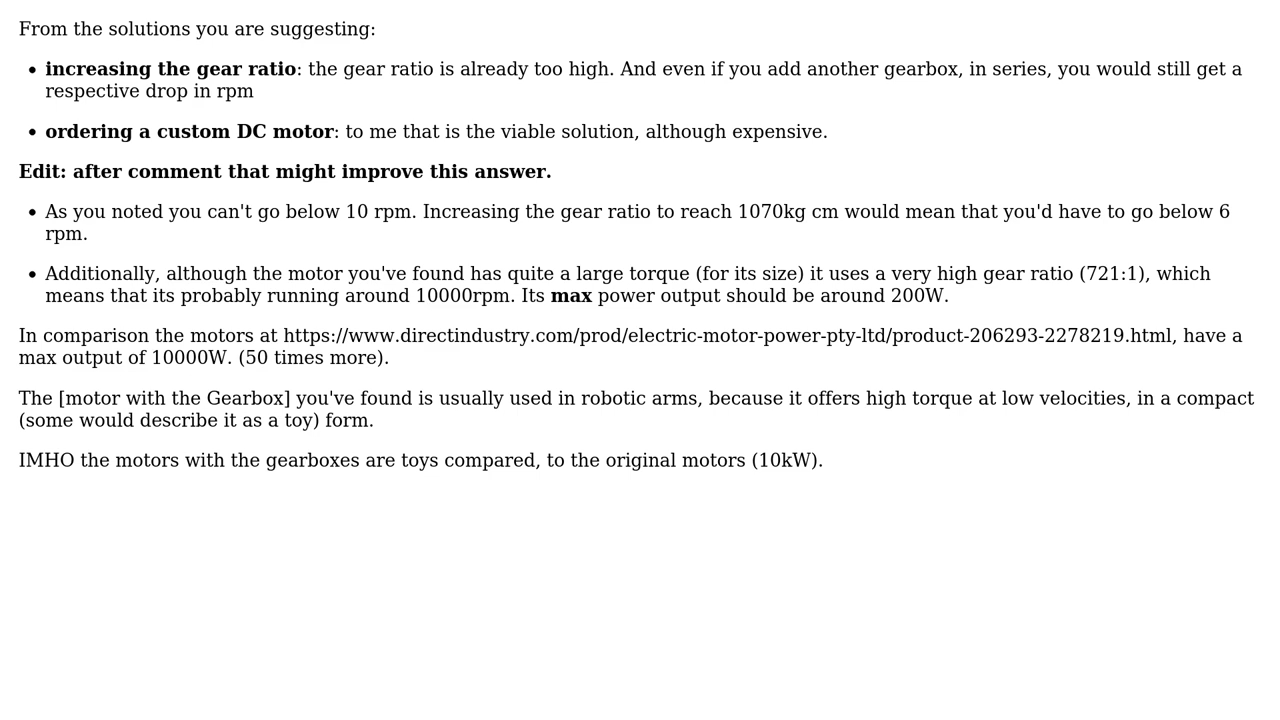 From the solutions you are suggesting:
• increasing the gear ratio: the gear ratio is already too high. And even if you add another gearbox, in series, you would still get a
respective drop in rpm
• ordering a custom DC motor: to me that is the viable solution, although expensive.
Edit: after comment that might improve this answer.
• As you noted you can't go below 10 rpm. Increasing the gear ratio to reach 1070kg cm would mean that you'd have to go below 6
rpm.
• Additionally, although the motor you've found has quite a large torque (for its size) it uses a very high gear ratio (721:1), which
means that its probably running around 10000rpm. Its max power output should be around 200W.
In comparison the motors at https://www.directindustry.com/prod/electric-motor-power-pty-ltd/product-206293-2278219.html, have a
max output of 10000W. (50 times more).
The [motor with the Gearbox] you've found is usually used in robotic arms, because it offers high torque at low velocities, in a compact
(some would describe it as a toy) form.
IMHO the motors with the gearboxes are toys compared, to the original motors (10kW).